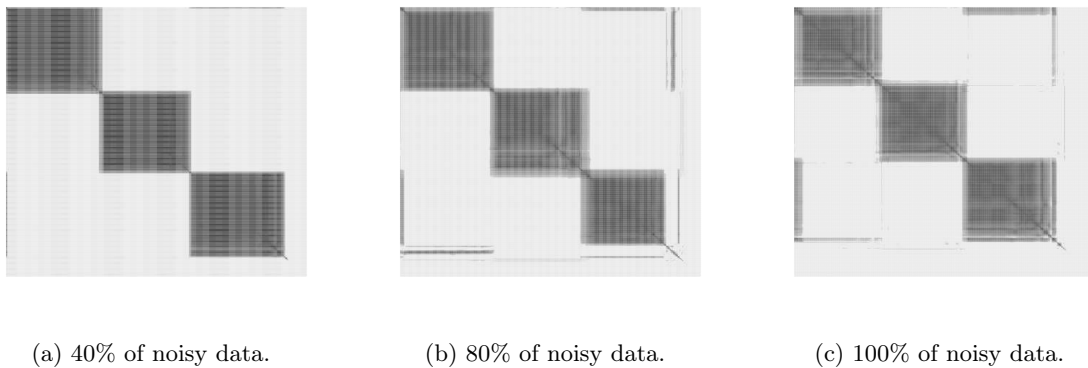 (a) 40% of noisy data.
(b) 80% of noisy data.
(c) 100% of noisy data.